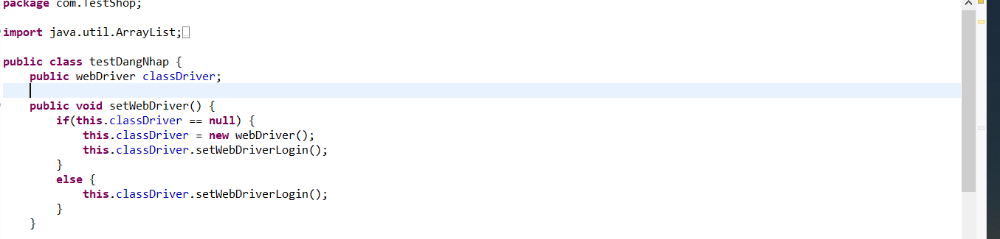 package com.TestShop;
import java.util.ArrayList;
public class testDangNhap {
public webDriver classDriver;
public void setWebDriver() {
if(this.classDriver == null) {
this.classDriver = new webDriver();
this.classDriver.setWebDriverLogin();
}
else {
this.classDriver.setWebDriverLogin();
}
}